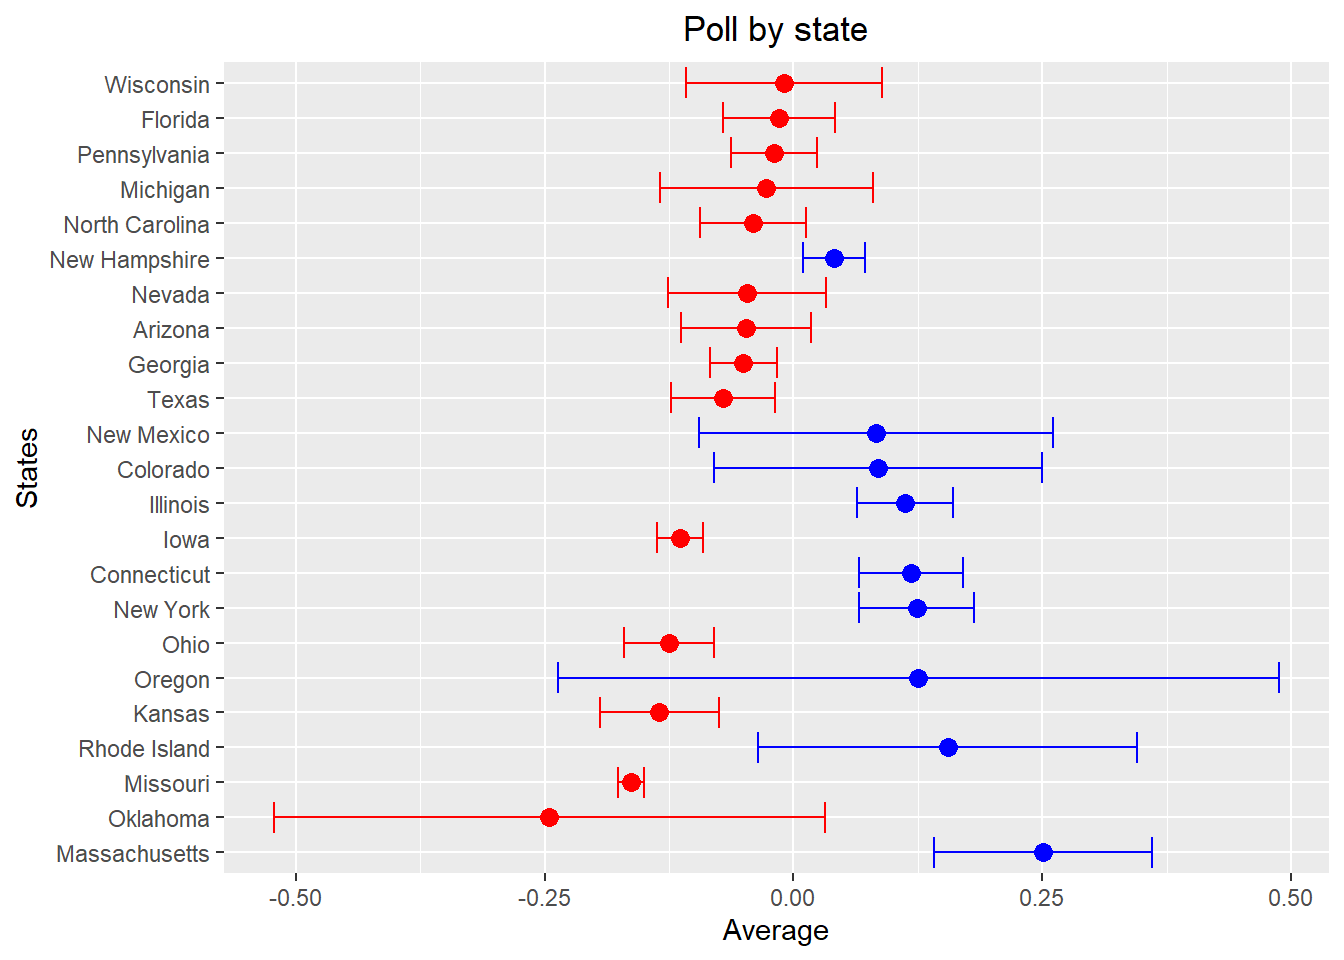 Poll by state
Wisconsin
Florida
Pennsylvania
Michigan
North Carolina
New Hampshire
Nevada
Arizona
Georgia
Texas
New Mexico
Colorado
Illinois
Iowa
Connecticut
New York
Ohio
Oregon
Kansas
Rhode Island
Missouri
Oklahoma
Massachusetts
States
-0.50 -0.25 0.00 0.25 0.50
Average